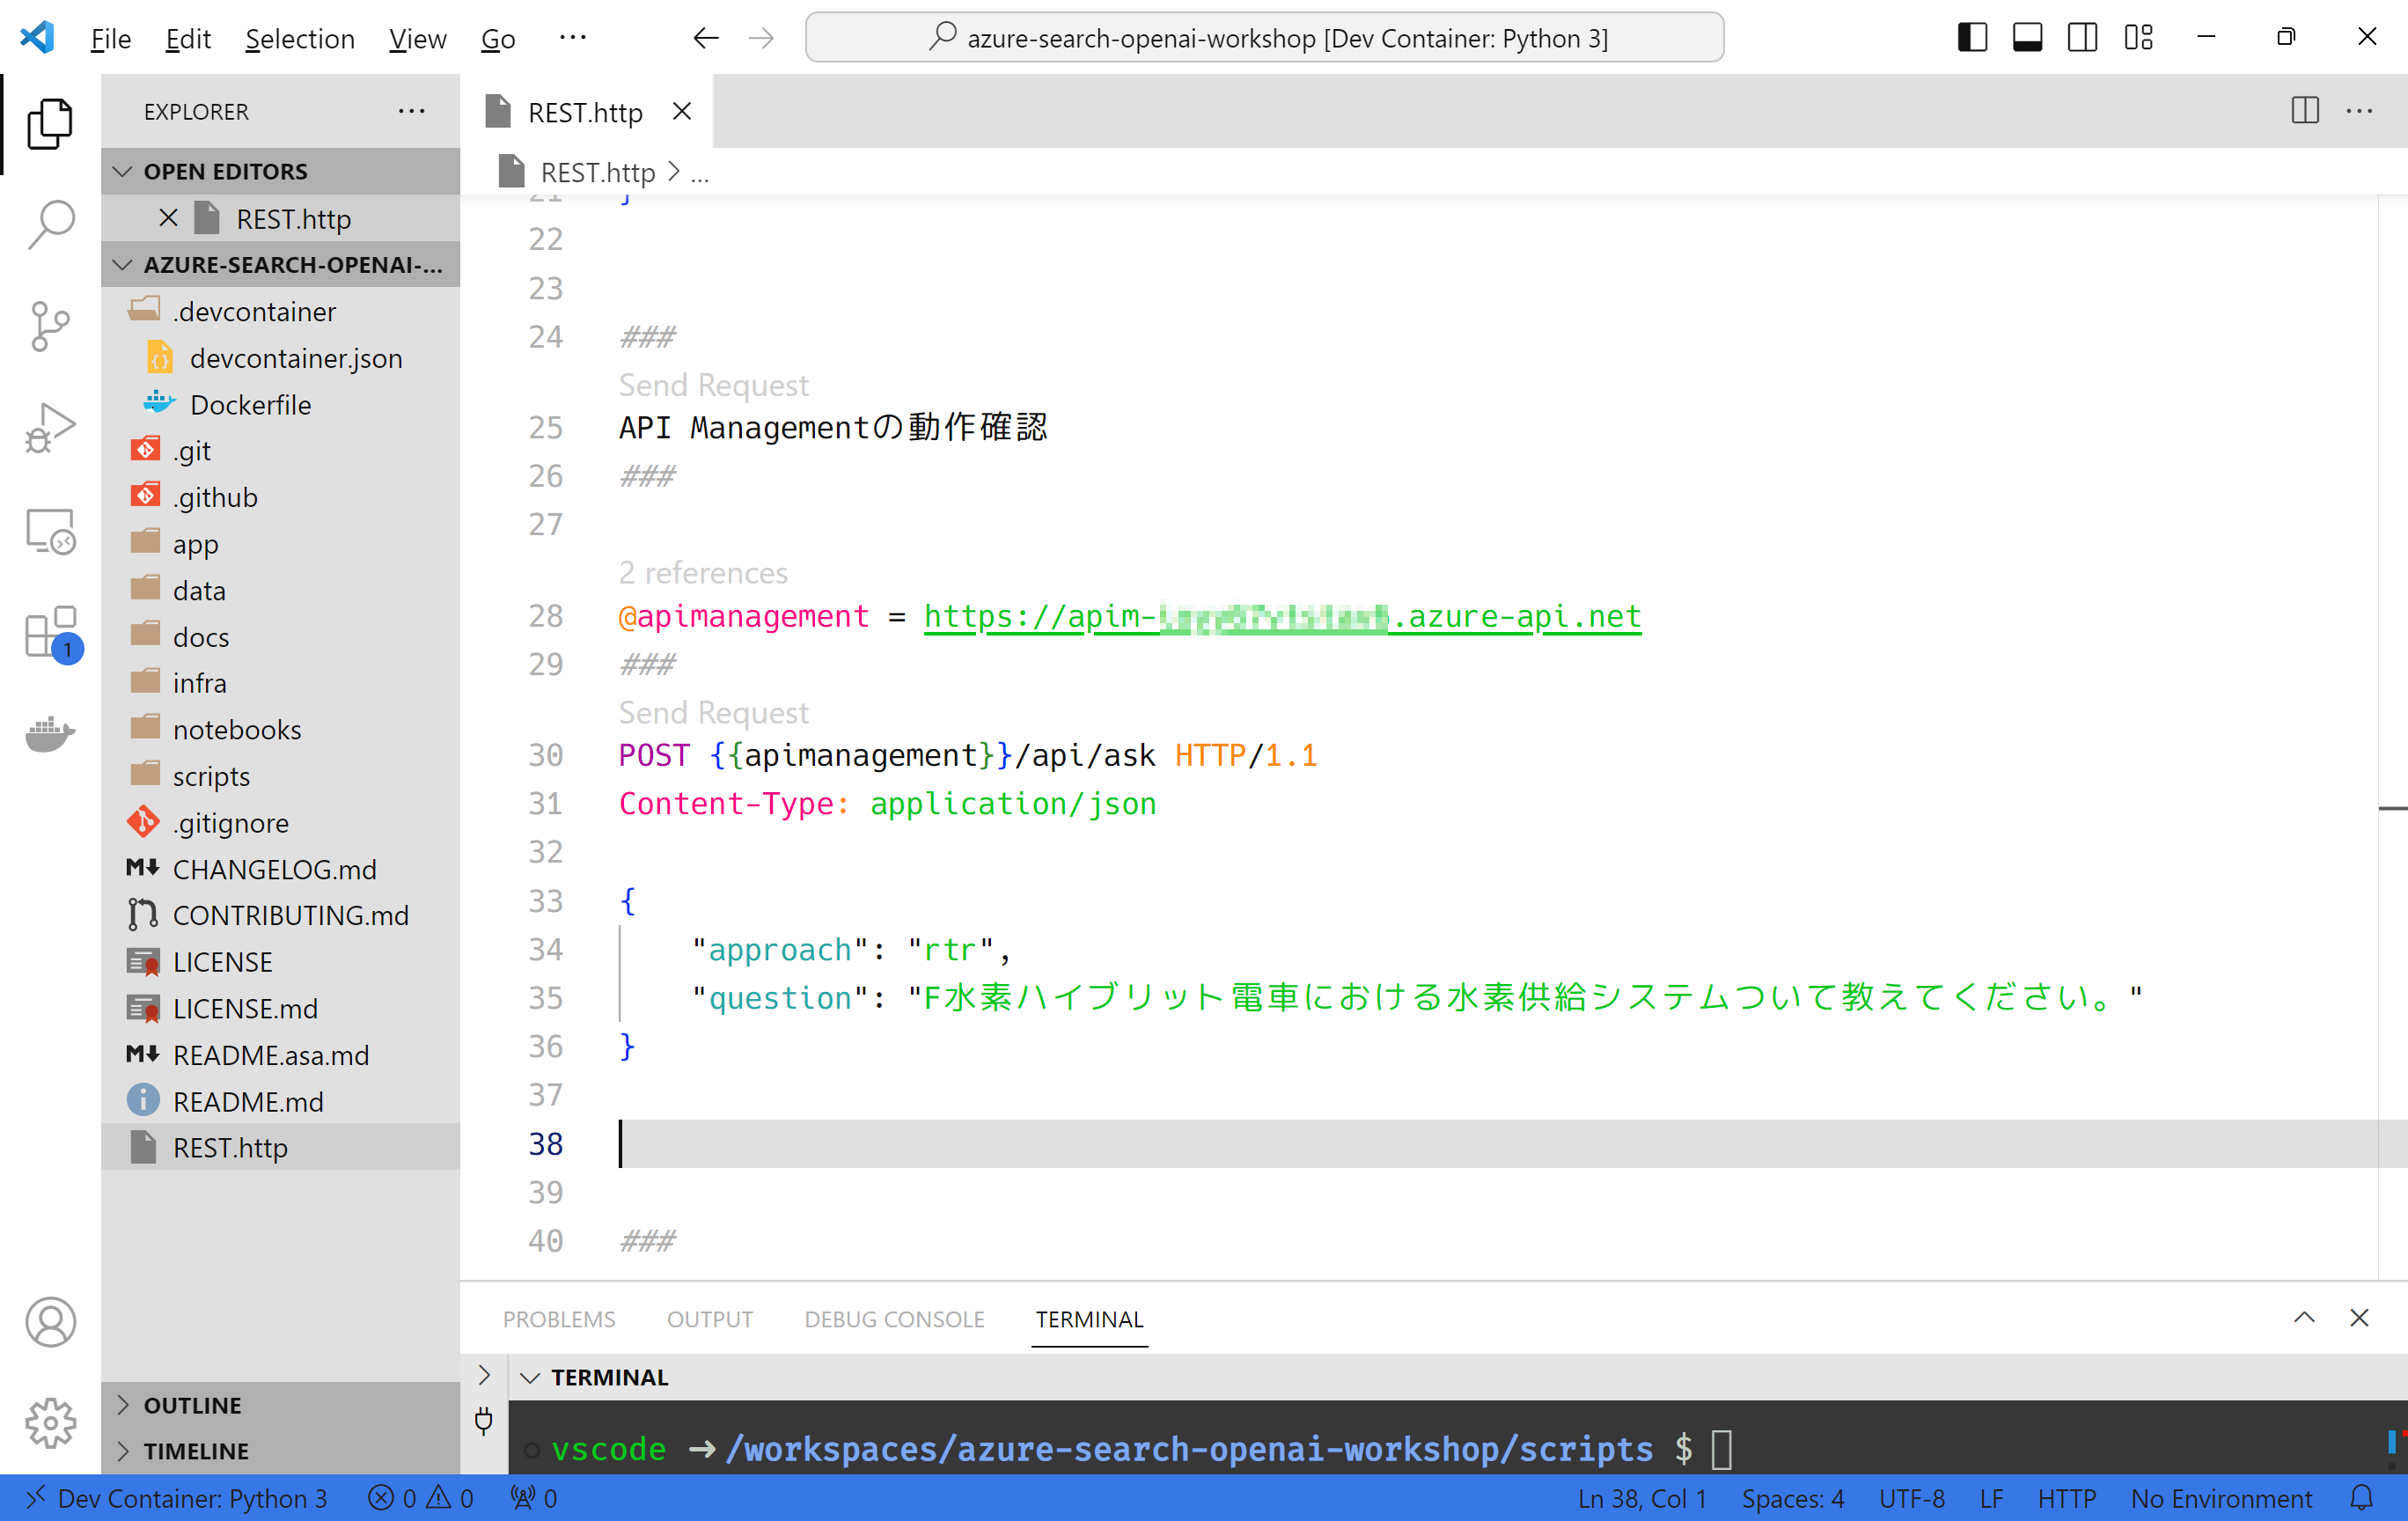 File Edit Selection View Go ··· azure-search-openai-workshop [Dev Container: Python 3]
EXPLORER
OPEN EDITORS
REST.http
AZURE-SEARCH-OPENAI-...
.devcontainer
devcontainer.json
Dockerfile
.git
.github
app
data
docs
infra
notebooks
scripts
.gitignore
CHANGELOG.md
CONTRIBUTING.md
LICENSE
LICENSE.md
README.asa.md
README.md
REST.http
OUTLINE
TIMELINE
1
REST.http
REST.http > ...
21 }
22
23
24 ###
Send Request
25 API Managementの動作確認
26 ###
27
2 references
28 @apimanagement = https://apim-.azure-api.net
29 ###
Send Request
30 POST {{apimanagement}}/api/ask HTTP/1.1
31 Content-Type: application/json
32
33 {
34 "approach": "rtr",
35 "question": "F水素ハイブリット電車における水素供給システムついて教えてください。"
36 }
37
38
39
40 ###
PROBLEMS OUTPUT DEBUG CONSOLE TERMINAL
TERMINAL
vscode ➜ /workspaces/azure-search-openai-workshop/scripts $
Dev Container: Python 3 0 0 0 Ln 38, Col 1 Spaces: 4 UTF-8 LF HTTP No Environment